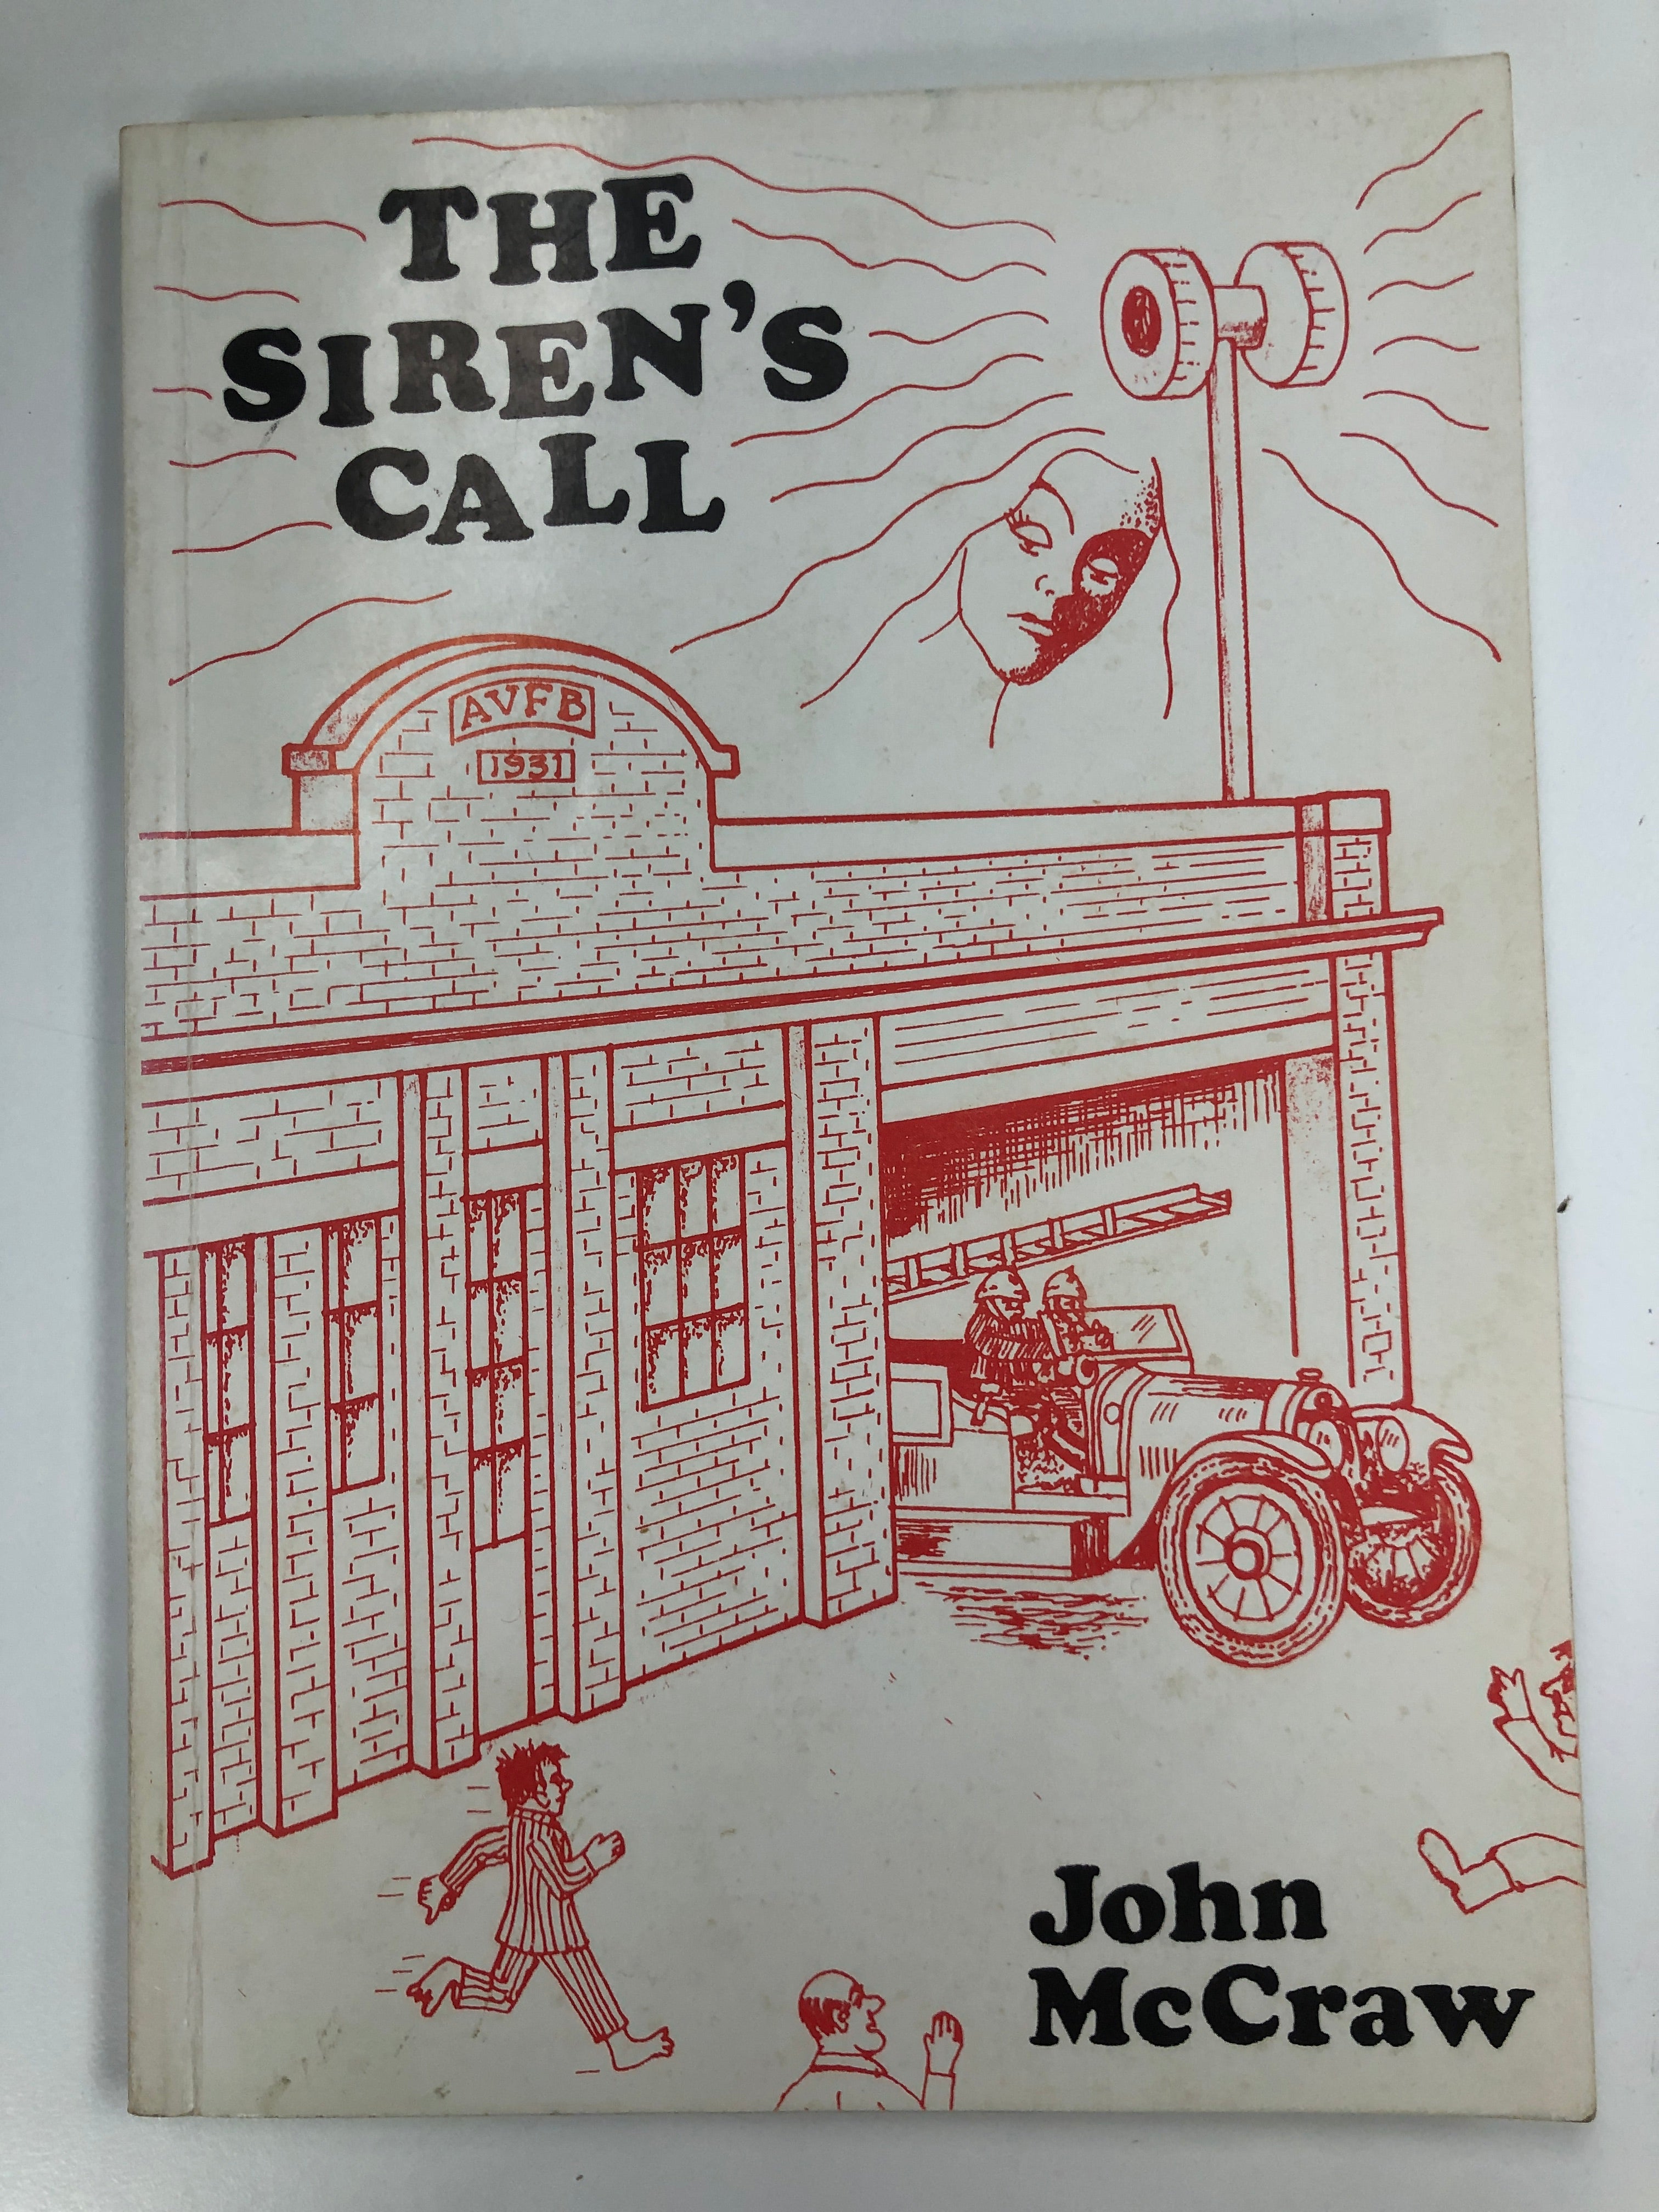 THE
SIREN'S
CALL
AVFB
1931
John
McCraw